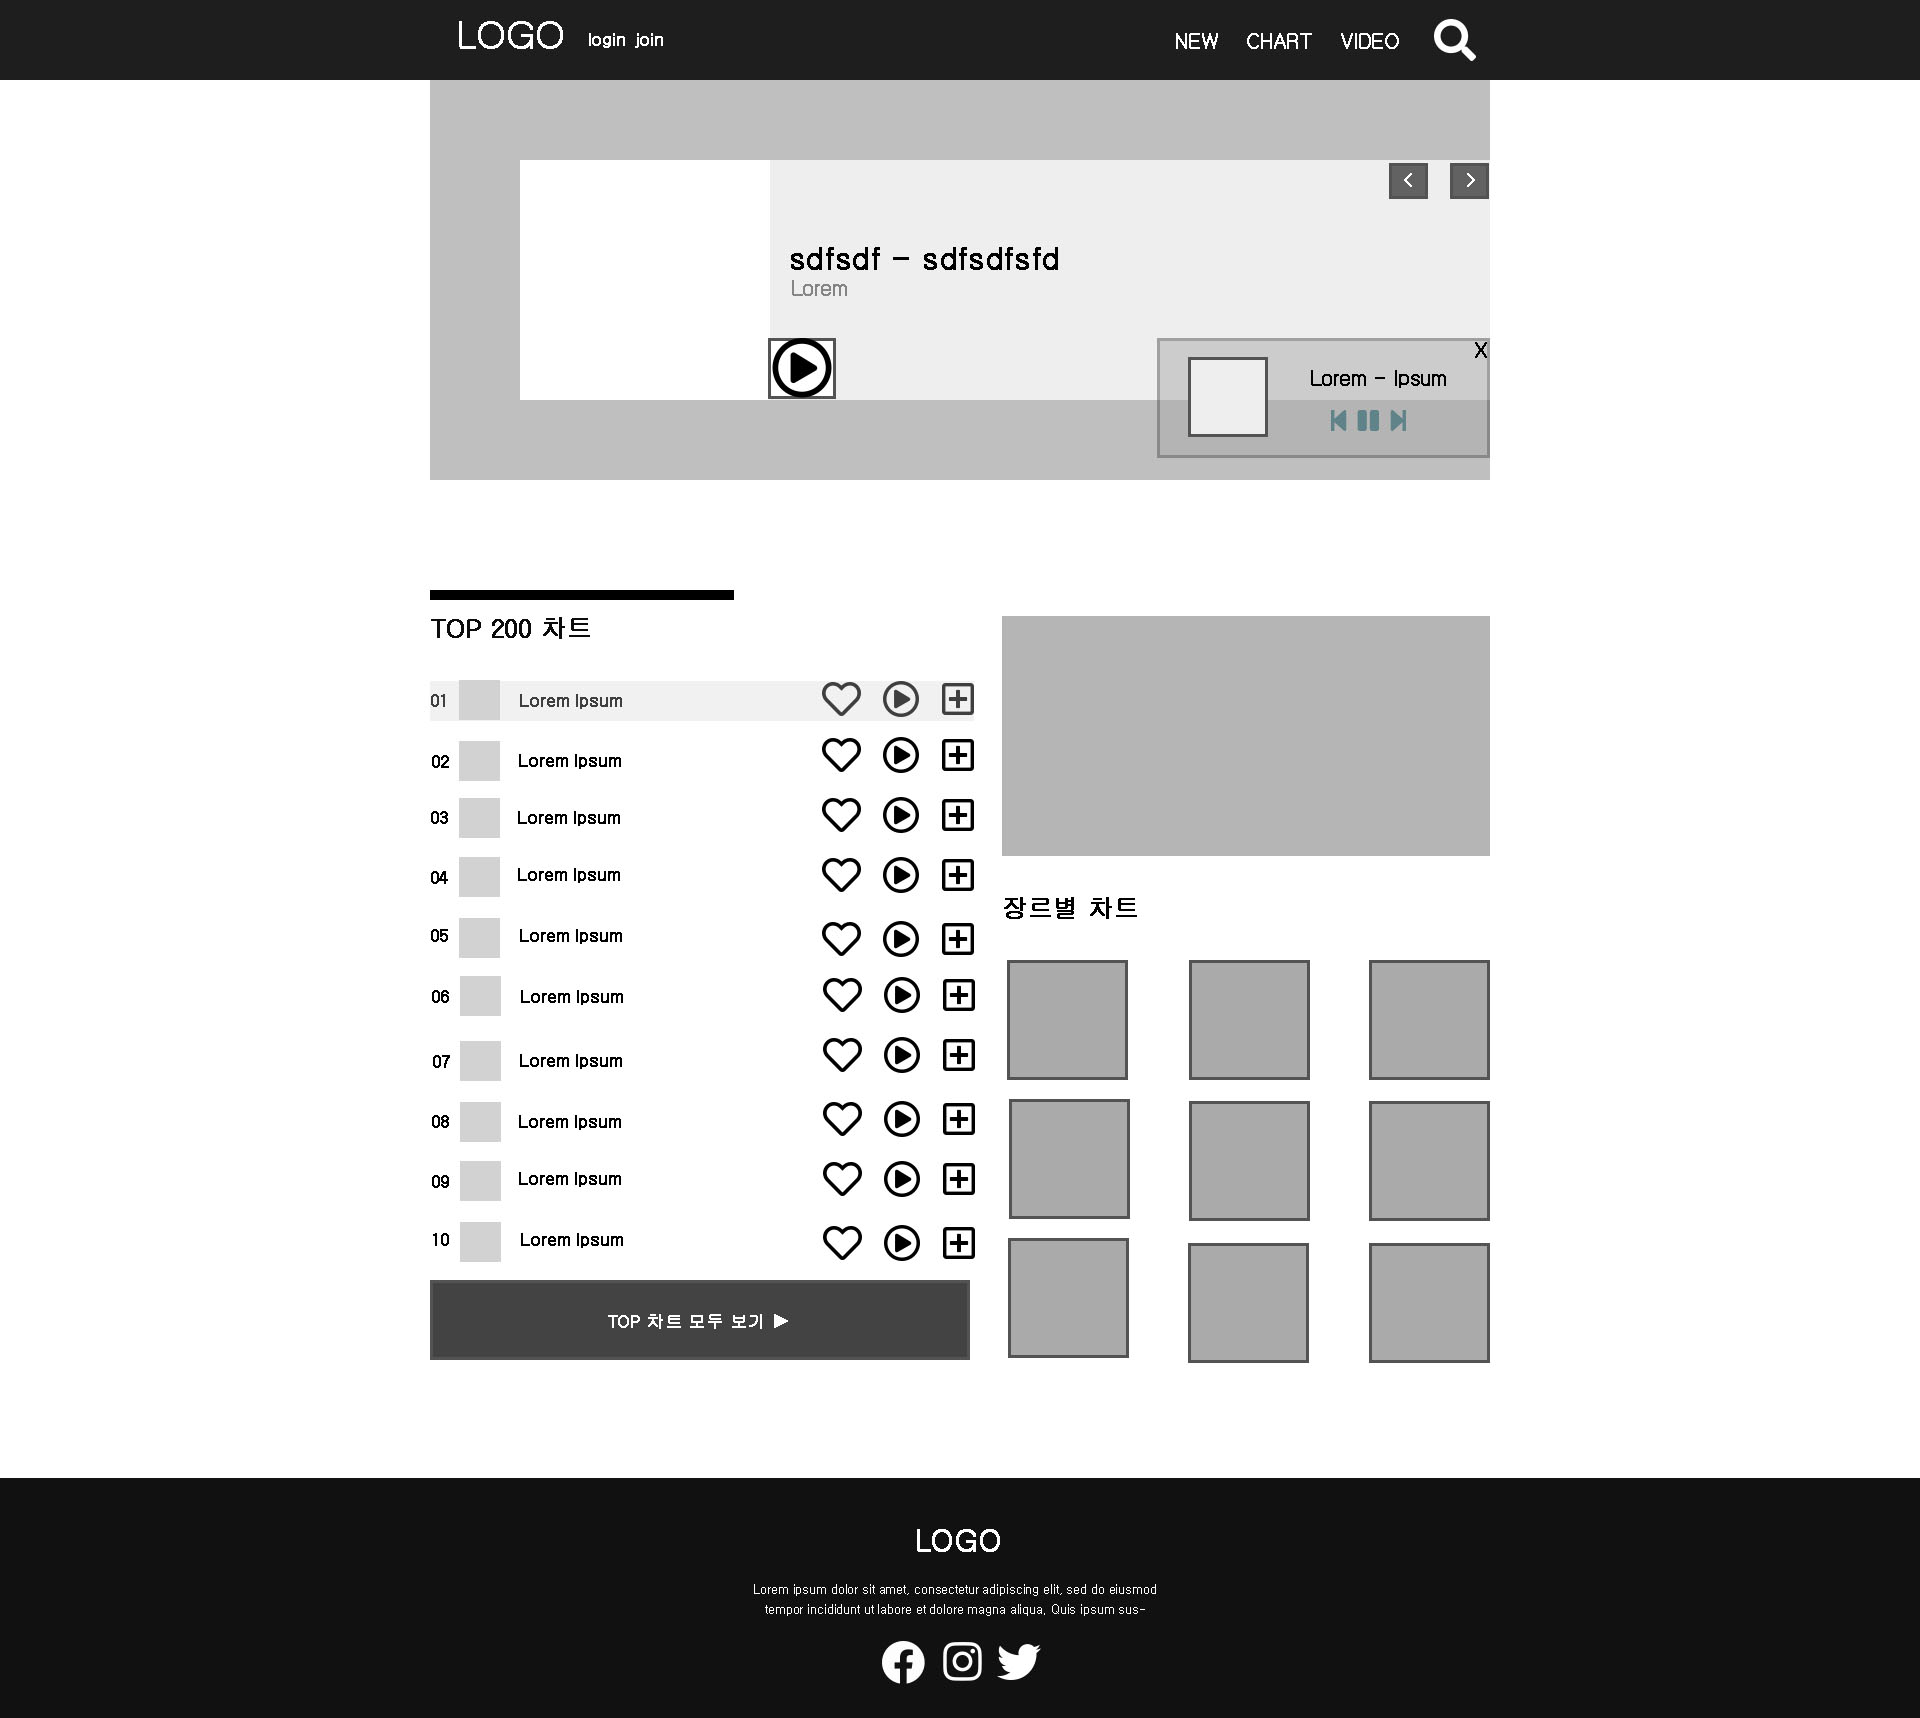 LOGO login join NEW CHART VIDEO
sdfsdf - sdfsdfsfd
Lorem
X
Lorem - Ipsum
TOP 200 차트
01 Lorem Ipsum
02 Lorem Ipsum
03 Lorem Ipsum
04 Lorem Ipsum
05 Lorem Ipsum
06 Lorem Ipsum
07 Lorem Ipsum
08 Lorem Ipsum
09 Lorem Ipsum
10 Lorem Ipsum
TOP 차트 모두 보기 ▶
장르별 차트
LOGO
Lorem ipsum dolor sit amet, consectetur adipiscing elit, sed do eiusmod
tempor incididunt ut labore et dolore magna aliqua. Quis ipsum sus-